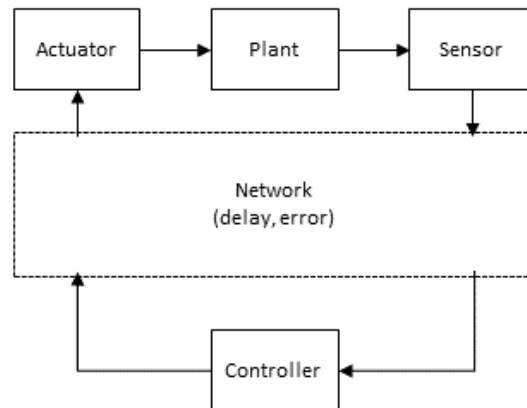 Actuator
Plant
Sensor
Network
(delay, error)
Controller